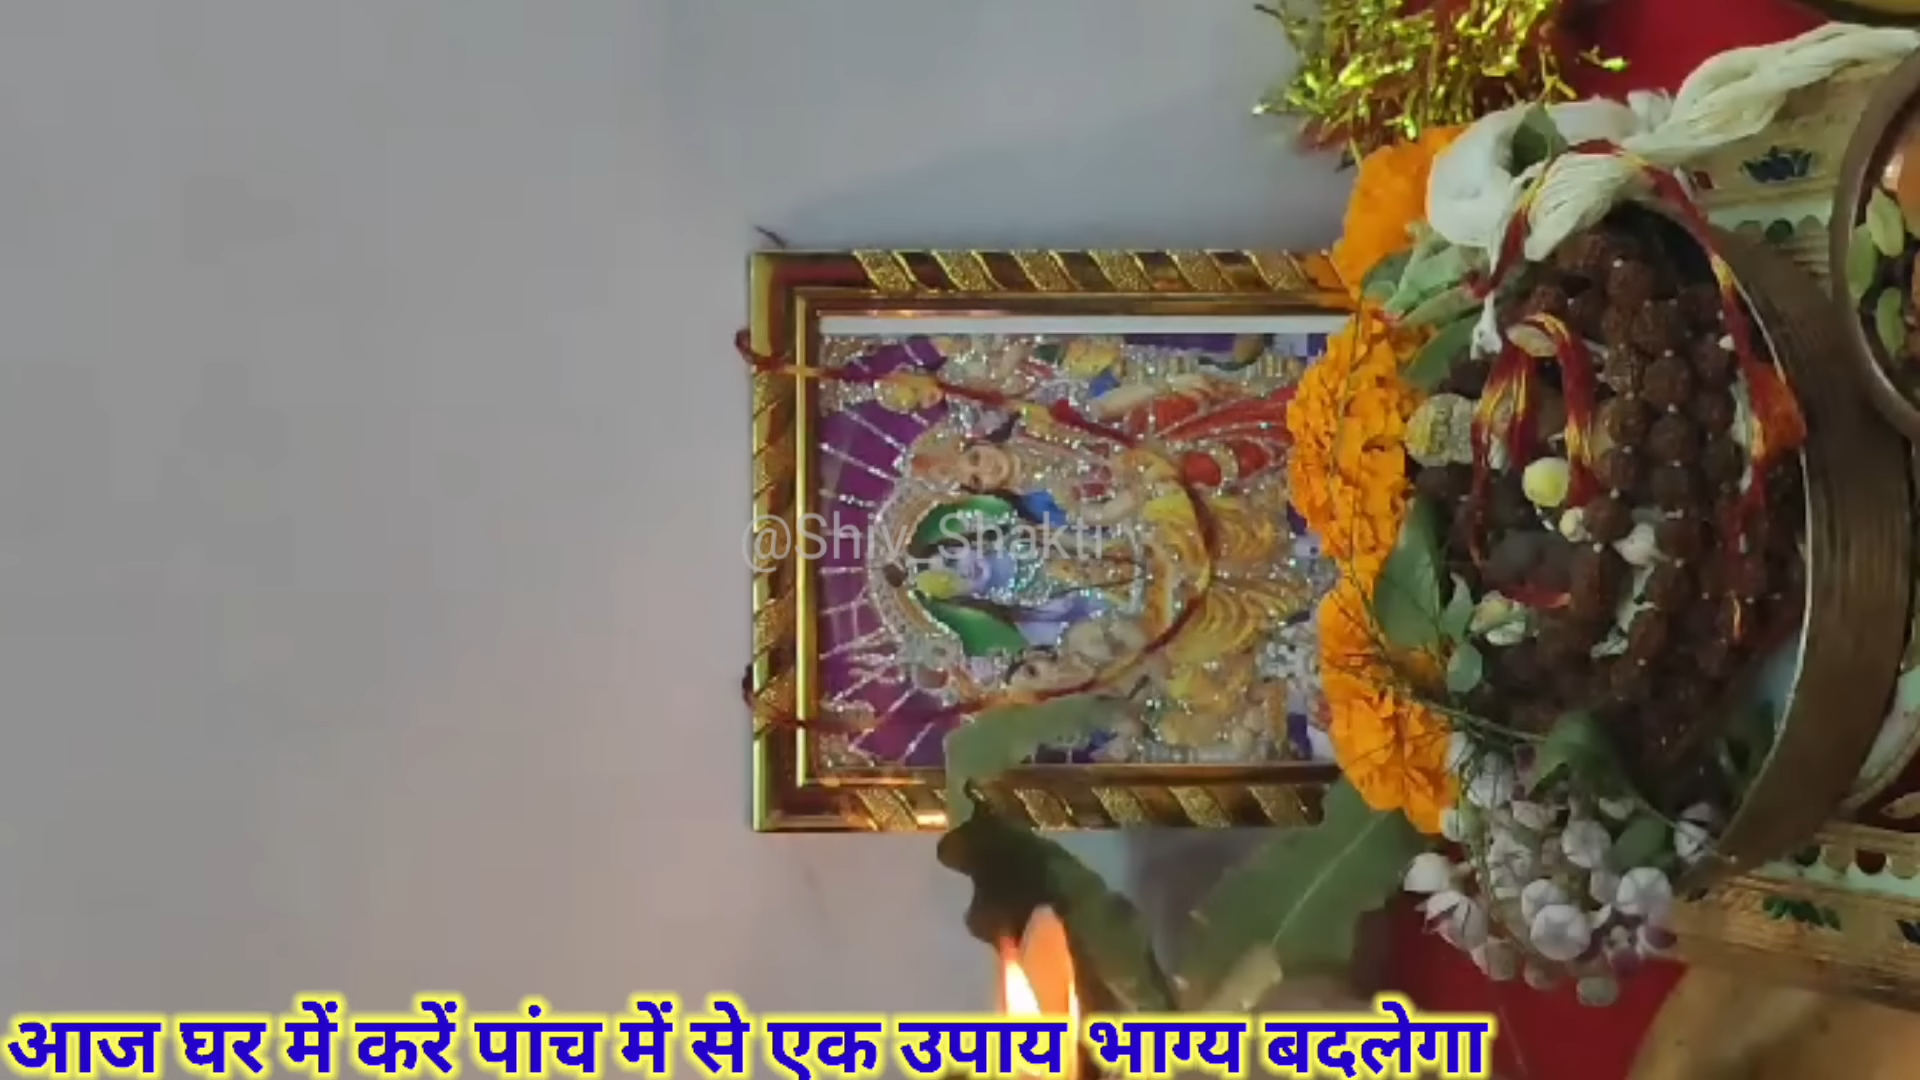 @Shiv_Shakti
आज घर में करें पांच में से एक उपाय भाग्य बदलेगा